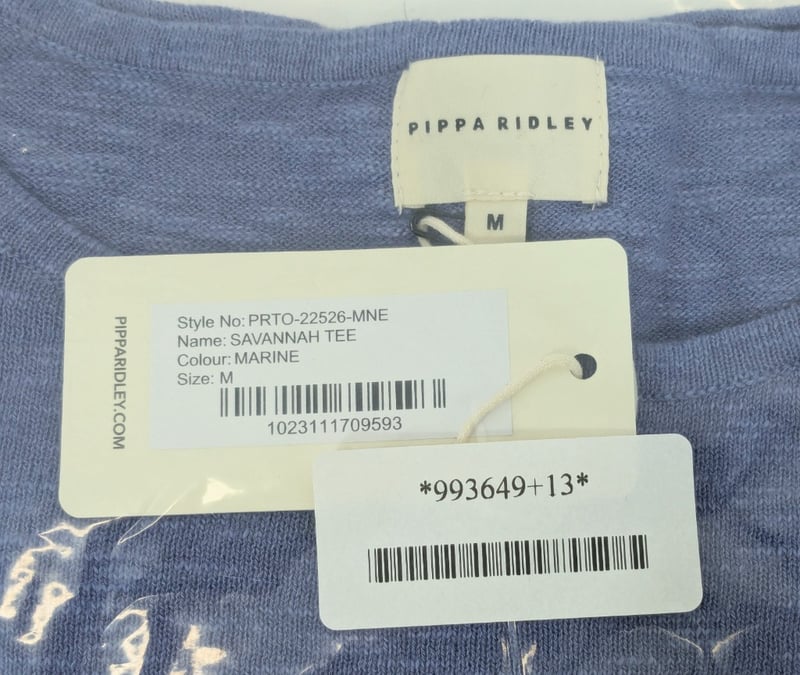 PIPPA RIDLEY
M
PIPPARIDLEY.COM
Style No: PRTO-22526-MNE
Name: SAVANNAH TEE
Colour: MARINE
Size: M
1023111709593
*993649+13*